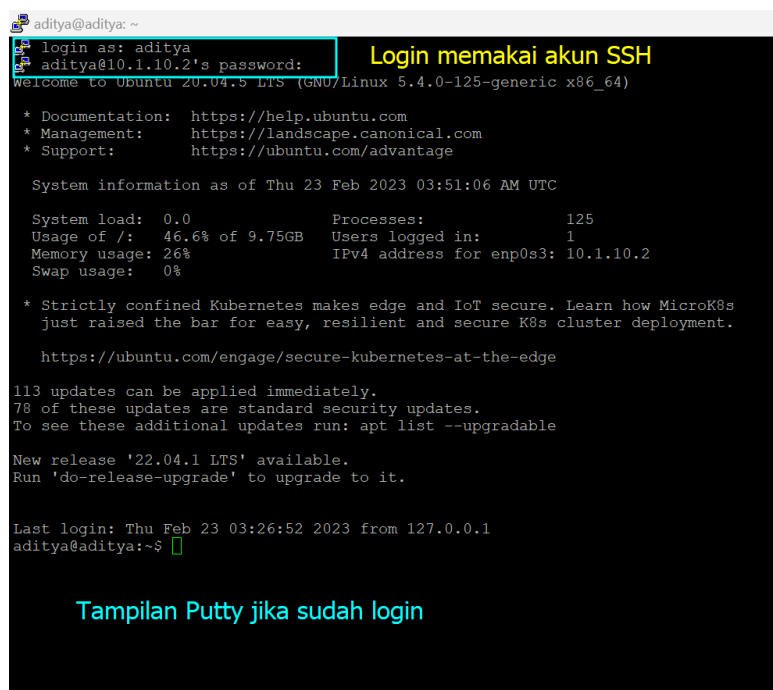 aditya@aditya: ~
login as: aditya
aditya@10.1.10.2's password:
Login memakai akun SSH
Welcome to Ubuntu 20.04.5 LTS (GNU/Linux 5.4.0-125-generic x86_64)
* Documentation:  https://help.ubuntu.com
* Management:     https://landscape.canonical.com
* Support:        https://ubuntu.com/advantage
System information as of Thu 23 Feb 2023 03:51:06 AM UTC
System load:  0.0               Processes:               125
Usage of /:   46.6% of 9.75GB   Users logged in:         1
Memory usage: 26%               IPv4 address for enp0s3: 10.1.10.2
Swap usage:   0%
* Strictly confined Kubernetes makes edge and IoT secure. Learn how MicroK8s
just raised the bar for easy, resilient and secure K8s cluster deployment.
https://ubuntu.com/engage/secure-kubernetes-at-the-edge
113 updates can be applied immediately.
78 of these updates are standard security updates.
To see these additional updates run: apt list --upgradable
New release '22.04.1 LTS' available.
Run 'do-release-upgrade' to upgrade to it.
Last login: Thu Feb 23 03:26:52 2023 from 127.0.0.1
aditya@aditya:~$
Tampilan Putty jika sudah login